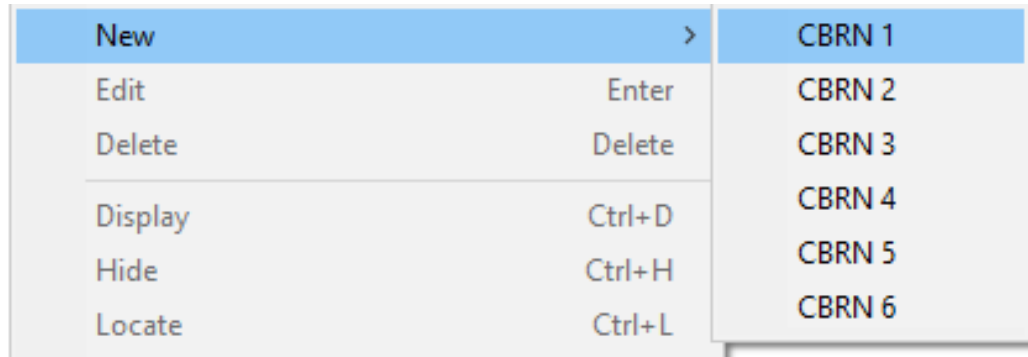 New > CBRN 1
Edit Enter CBRN 2
Delete Delete CBRN 3
Display Ctrl+D CBRN 4
Hide Ctrl+H CBRN 5
Locate Ctrl+L CBRN 6